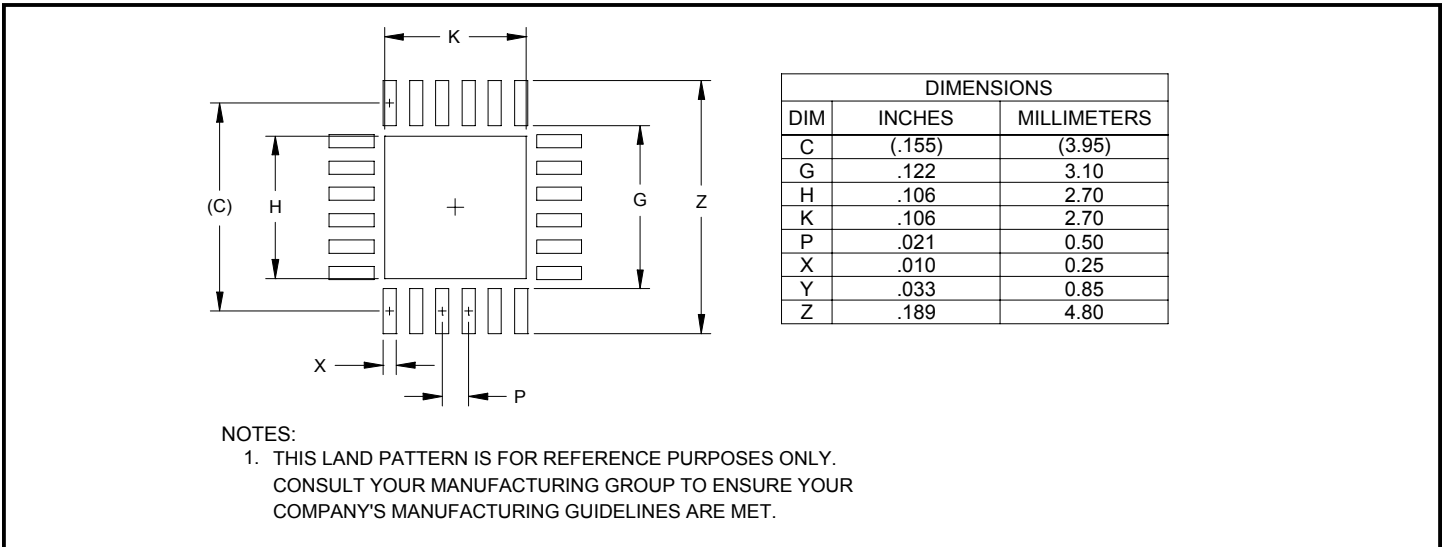 K
(C)
H
G
Z
X
P
DIMENSIONS
DIM INCHES MILLIMETERS
C (.155) (3.95)
G .122 3.10
H .106 2.70
K .106 2.70
P .021 0.50
X .010 0.25
Y .033 0.85
Z .189 4.80
NOTES:
1. THIS LAND PATTERN IS FOR REFERENCE PURPOSES ONLY.
CONSULT YOUR MANUFACTURING GROUP TO ENSURE YOUR
COMPANY'S MANUFACTURING GUIDELINES ARE MET.